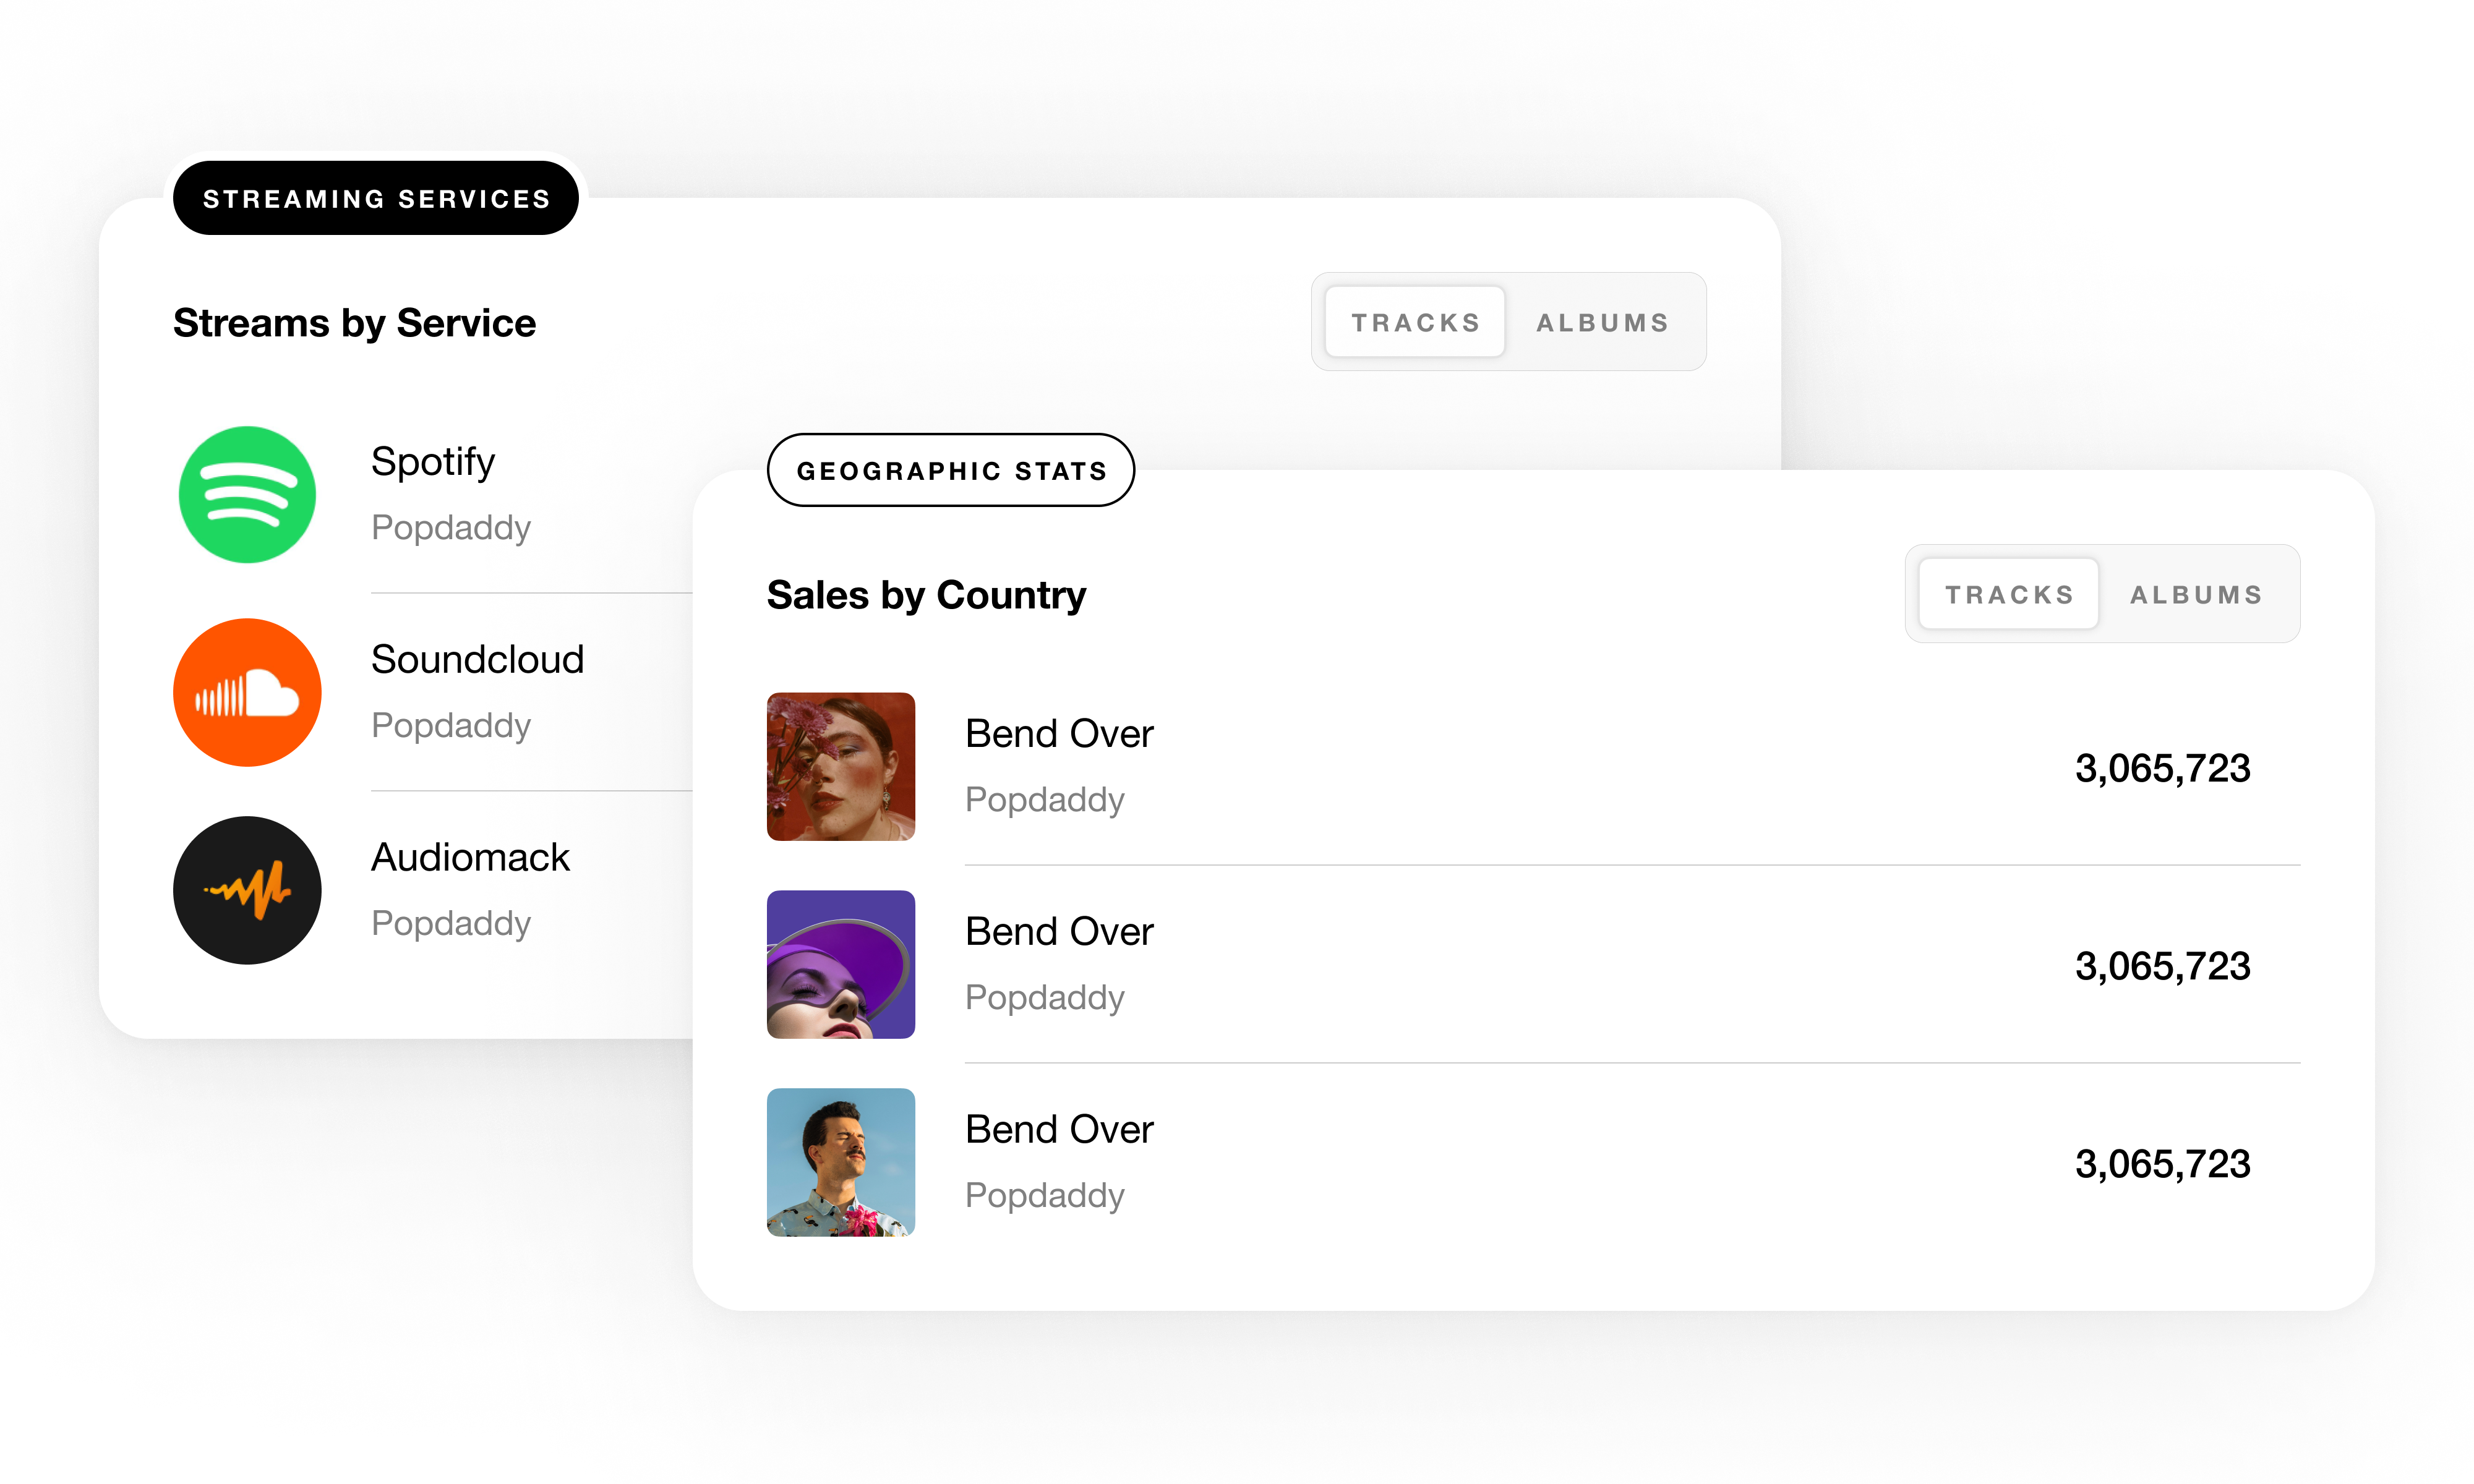 STREAMING SERVICES
Streams by Service
TRACKS ALBUMS
Spotify
Popdaddy
Soundcloud
Popdaddy
Audiomack
Popdaddy
GEOGRAPHIC STATS
Sales by Country
TRACKS ALBUMS
Bend Over
Popdaddy
3,065,723
Bend Over
Popdaddy
3,065,723
Bend Over
Popdaddy
3,065,723